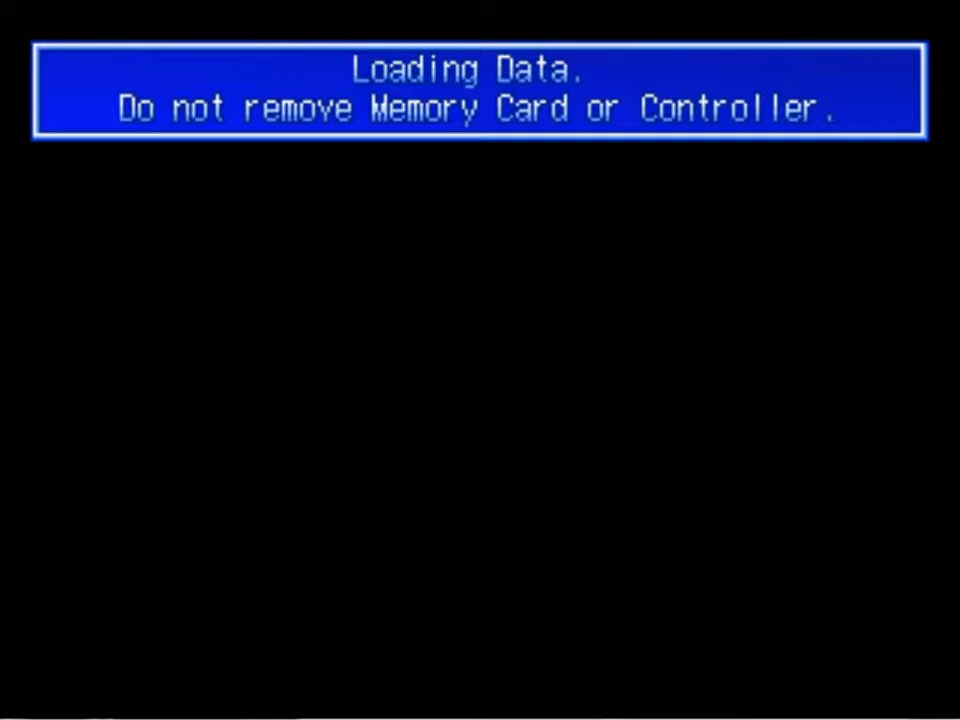 Loading Data.
Do not remove Memory Card or Controller.